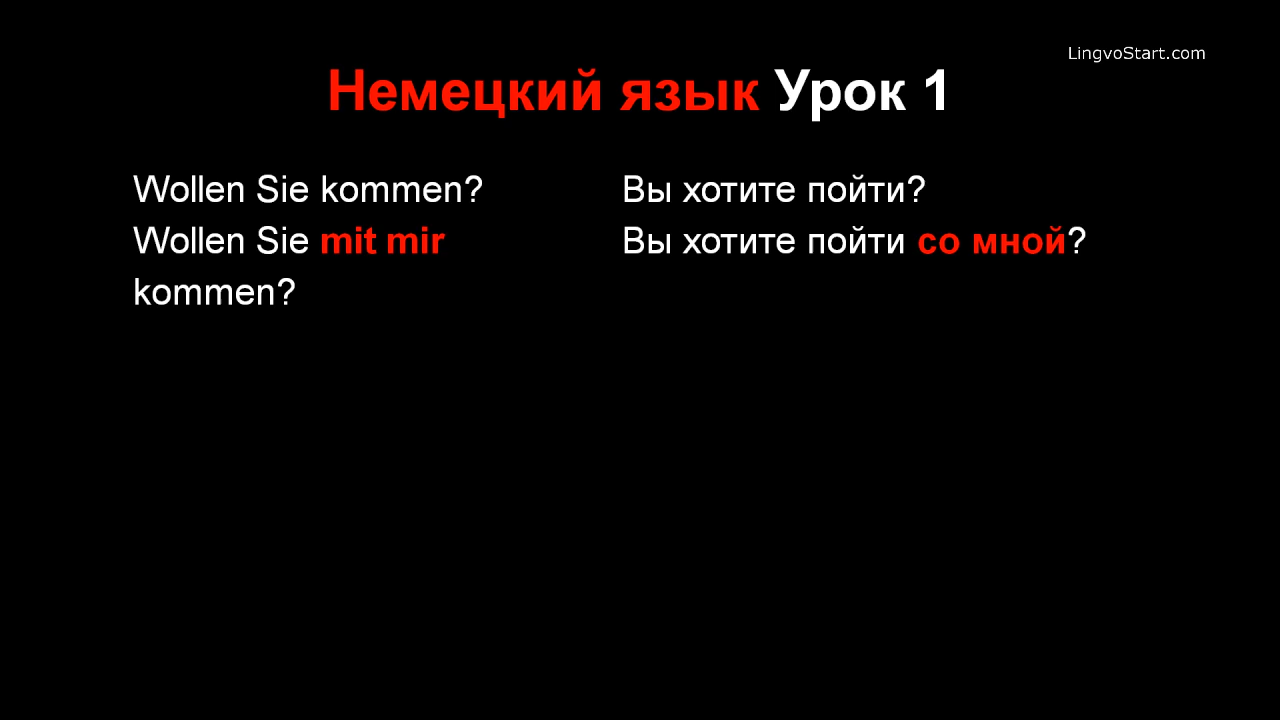 LingvoStart.com
Немецкий язык Урок 1
Wollen Sie kommen?
Wollen Sie mit mir
kommen?
Вы хотите пойти?
Вы хотите пойти со мной?